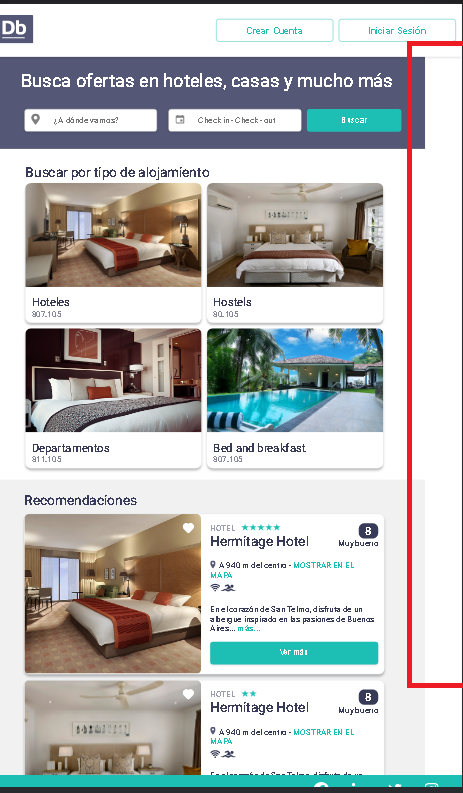 Db
Crear Cuenta
Iniciar Sesión
Busca ofertas en hoteles, casas y mucho más
¿A dónde vamos?
Check in - Check - out
Buscar
Buscar por tipo de alojamiento
Hoteles
807.105
Hostels
80.105
Departamentos
811.105
Bed and breakfast
807.105
Recomendaciones
HOTEL
8
Hermitage Hotel
Muy bueno
A 940 m del centro - MOSTRAR EN EL
MAPA
En el corazón de San Telmo, disfruta de un
albergue inspirado en las pasiones de Buenos
Aires... más...
Ver más
HOTEL
8
Hermitage Hotel
Muy bueno
A 940 m del centro - MOSTRAR EN EL
MAPA